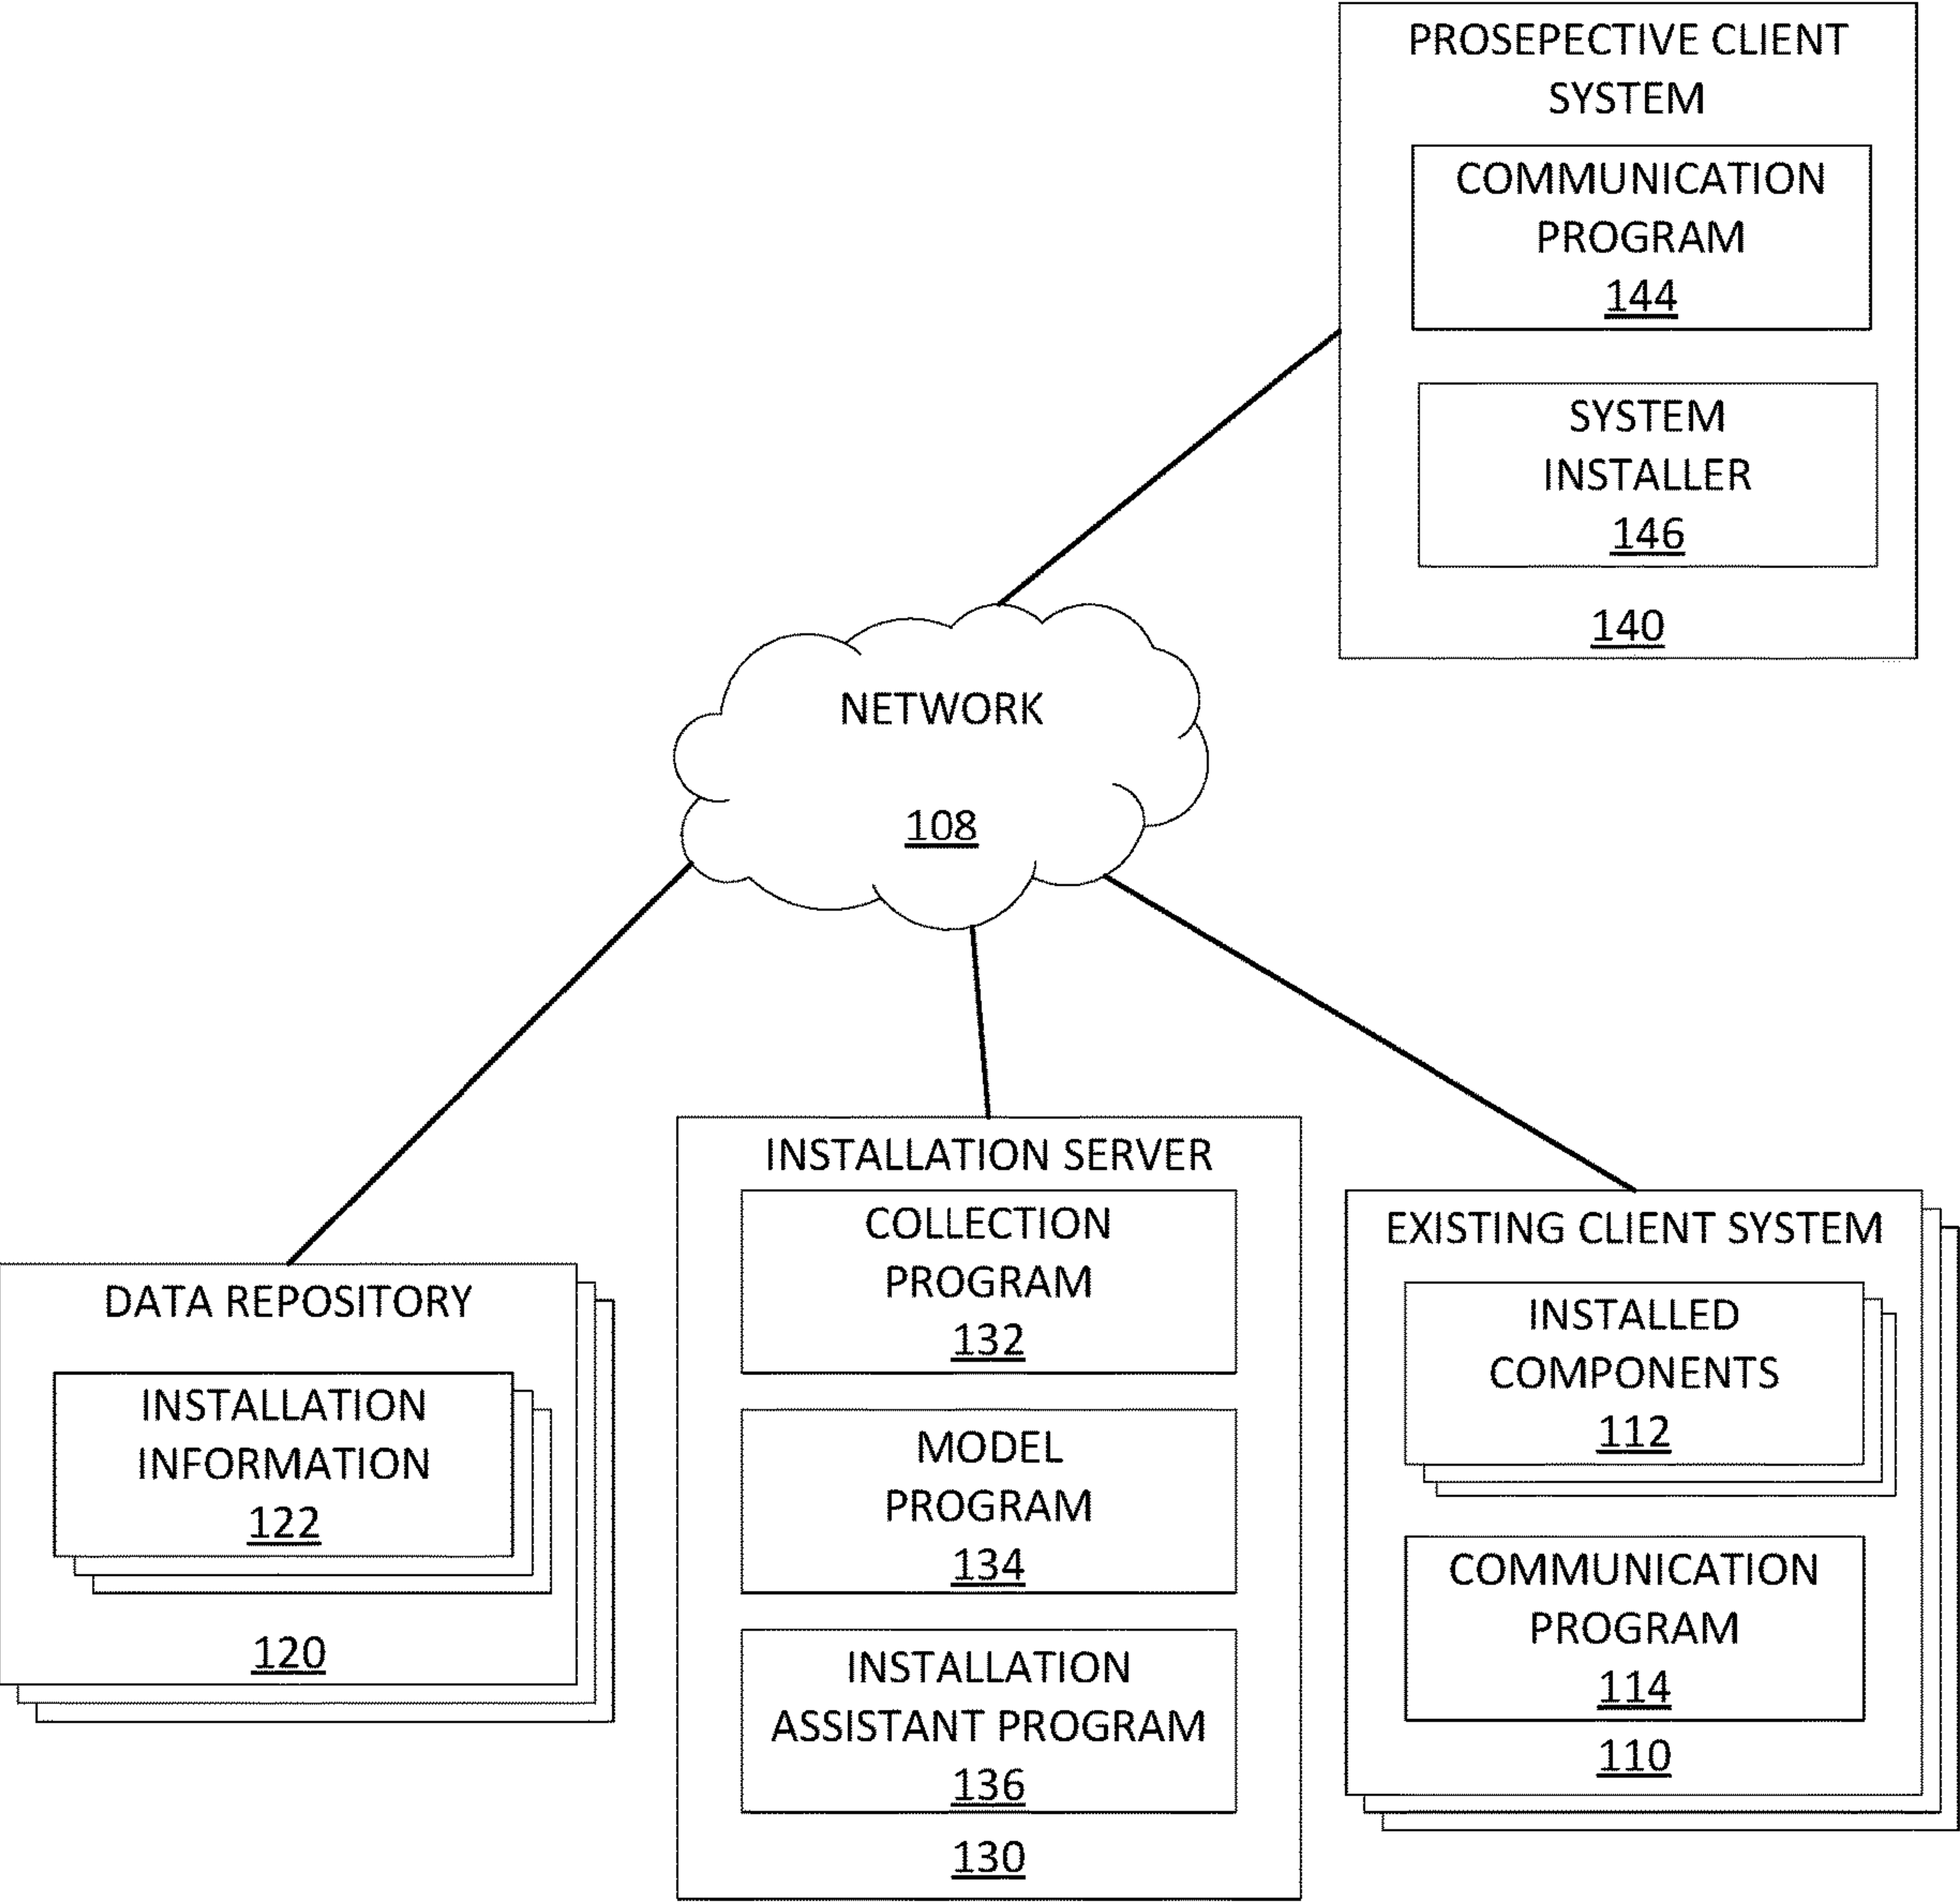 PROSEPECTIVE CLIENT
SYSTEM
COMMUNICATION
PROGRAM
144
SYSTEM
INSTALLER
146
140
NETWORK
108
DATA REPOSITORY
INSTALLATION
INFORMATION
122
120
INSTALLATION SERVER
COLLECTION
PROGRAM
132
MODEL
PROGRAM
134
INSTALLATION
ASSISTANT PROGRAM
136
130
EXISTING CLIENT SYSTEM
INSTALLED
COMPONENTS
112
COMMUNICATION
PROGRAM
114
110